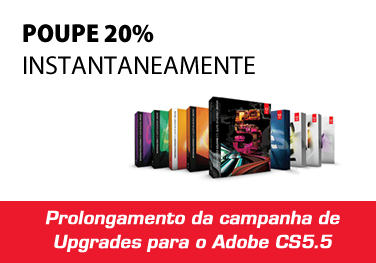 POUPE 20%
INSTANTANEAMENTE
Prolongamento da campanha de
Upgrades para o Adobe CS5.5